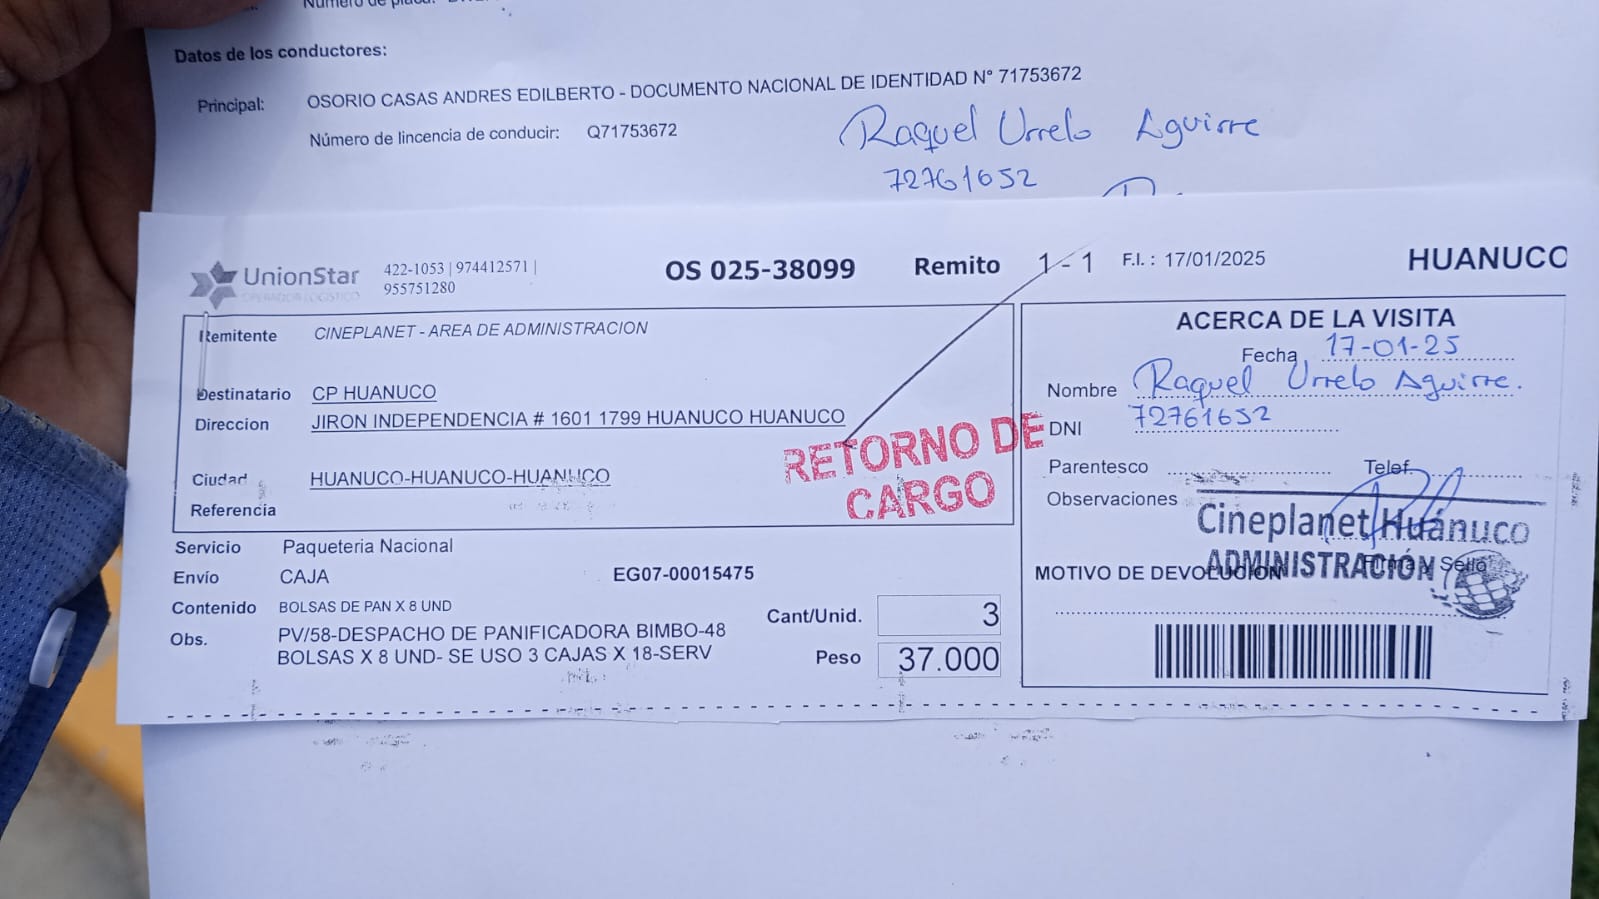 Datos de los conductores:
Principal: OSORIO CASAS ANDRES EDILBERTO - DOCUMENTO NACIONAL DE IDENTIDAD N° 71753672
Número de lincencia de conducir: Q71753672
Raquel Urrelo Aguirre
72761652
UnionStar
OPERADOR LOGISTICO
422-1053 | 974412571 |
955751280
OS 025-38099 Remito 1 - 1 F.I. : 17/01/2025 HUANUCO
Remitente CINEPLANET - AREA DE ADMINISTRACION
Destinatario CP HUANUCO
Direccion JIRON INDEPENDENCIA # 1601 1799 HUANUCO HUANUCO
Ciudad HUANUCO-HUANUCO-HUANUCO
Referencia
RETORNO DE
CARGO
Servicio Paqueteria Nacional
Envío CAJA EG07-00015475
Contenido BOLSAS DE PAN X 8 UND
Obs. PV/58-DESPACHO DE PANIFICADORA BIMBO-48
BOLSAS X 8 UND- SE USO 3 CAJAS X 18-SERV
Cant/Unid. 3
Peso 37.000
ACERCA DE LA VISITA
Fecha 17-01-25
Nombre Raquel Urrelo Aguirre.
DNI 72761652
Parentesco Telef.
Observaciones
Cineplanet Huánuco
ADMINISTRACIÓN
Firma y Sello
MOTIVO DE DEVOLUCION